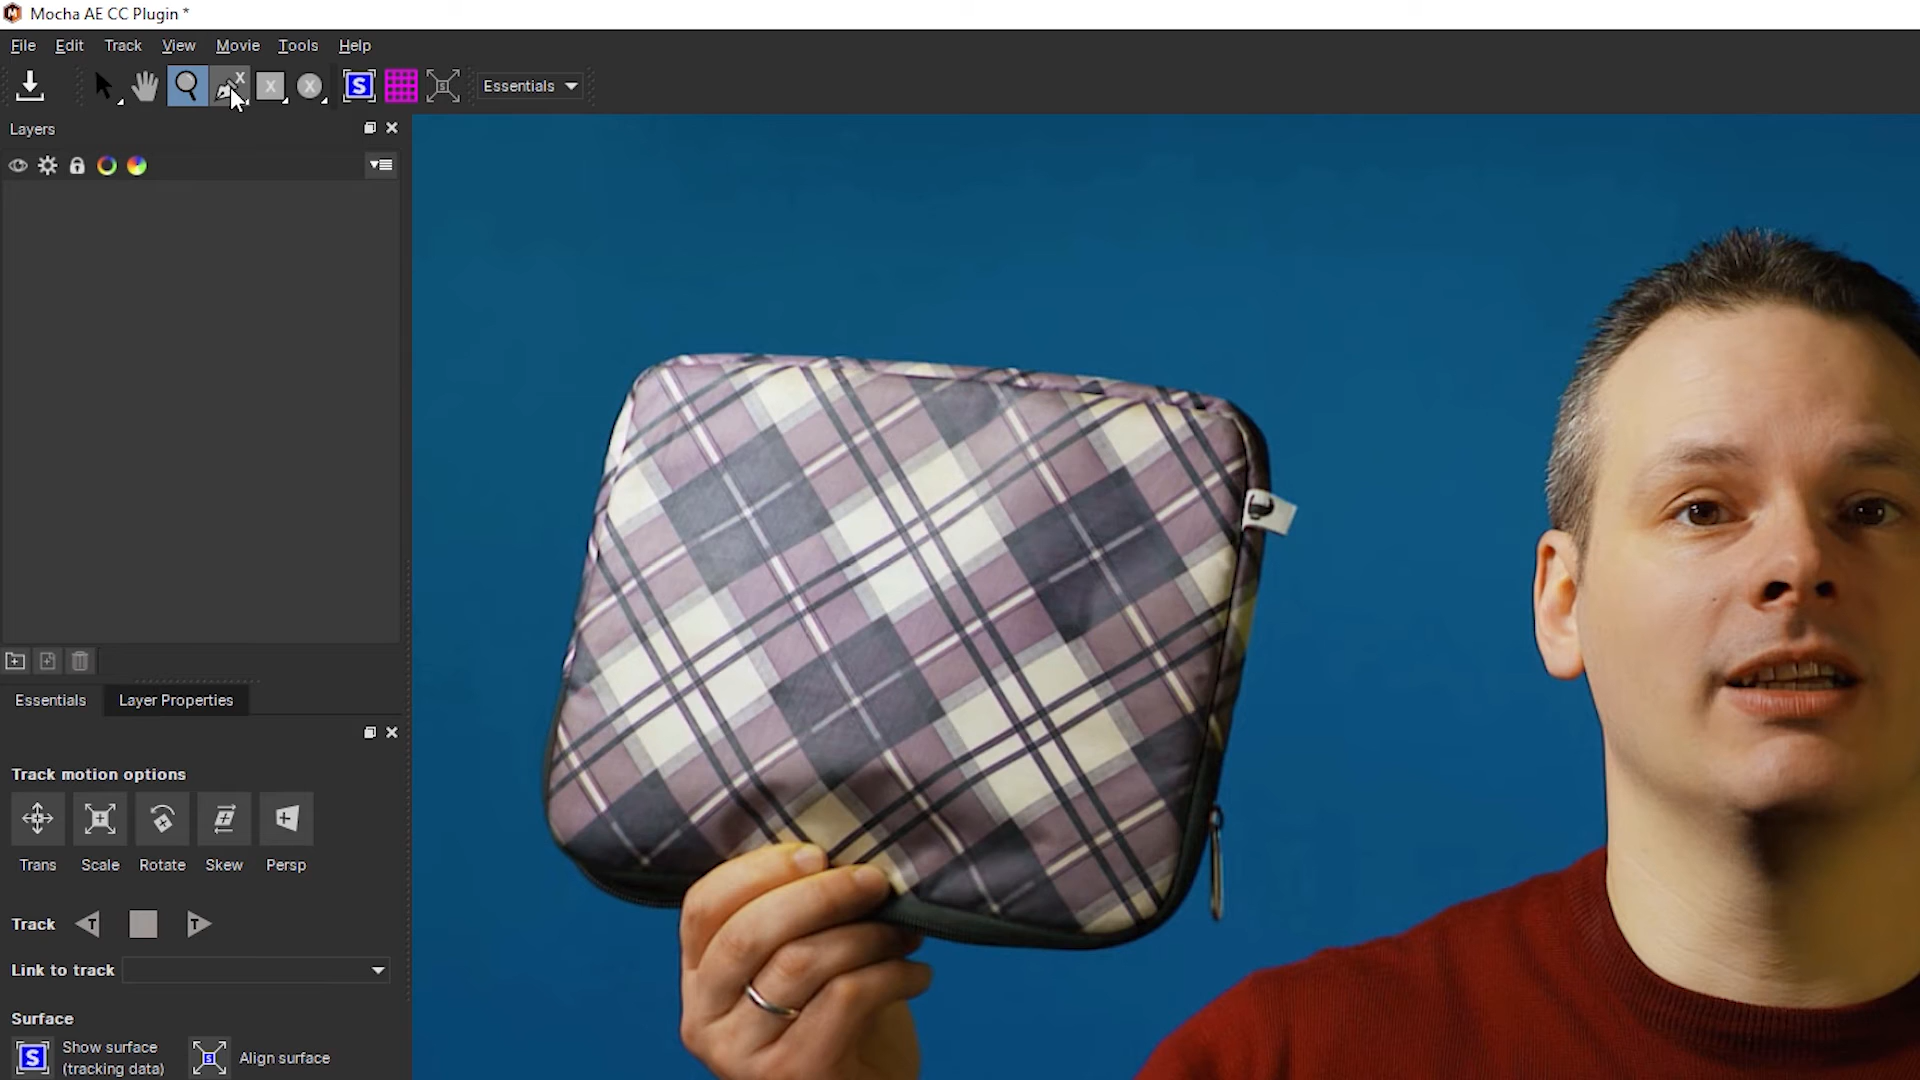 Mocha AE CC Plugin *
File Edit Track View Movie Tools Help
Essentials
Layers
Essentials Layer Properties
Track motion options
Trans Scale Rotate Skew Persp
Track
Link to track
Surface
Show surface
(tracking data)
Align surface